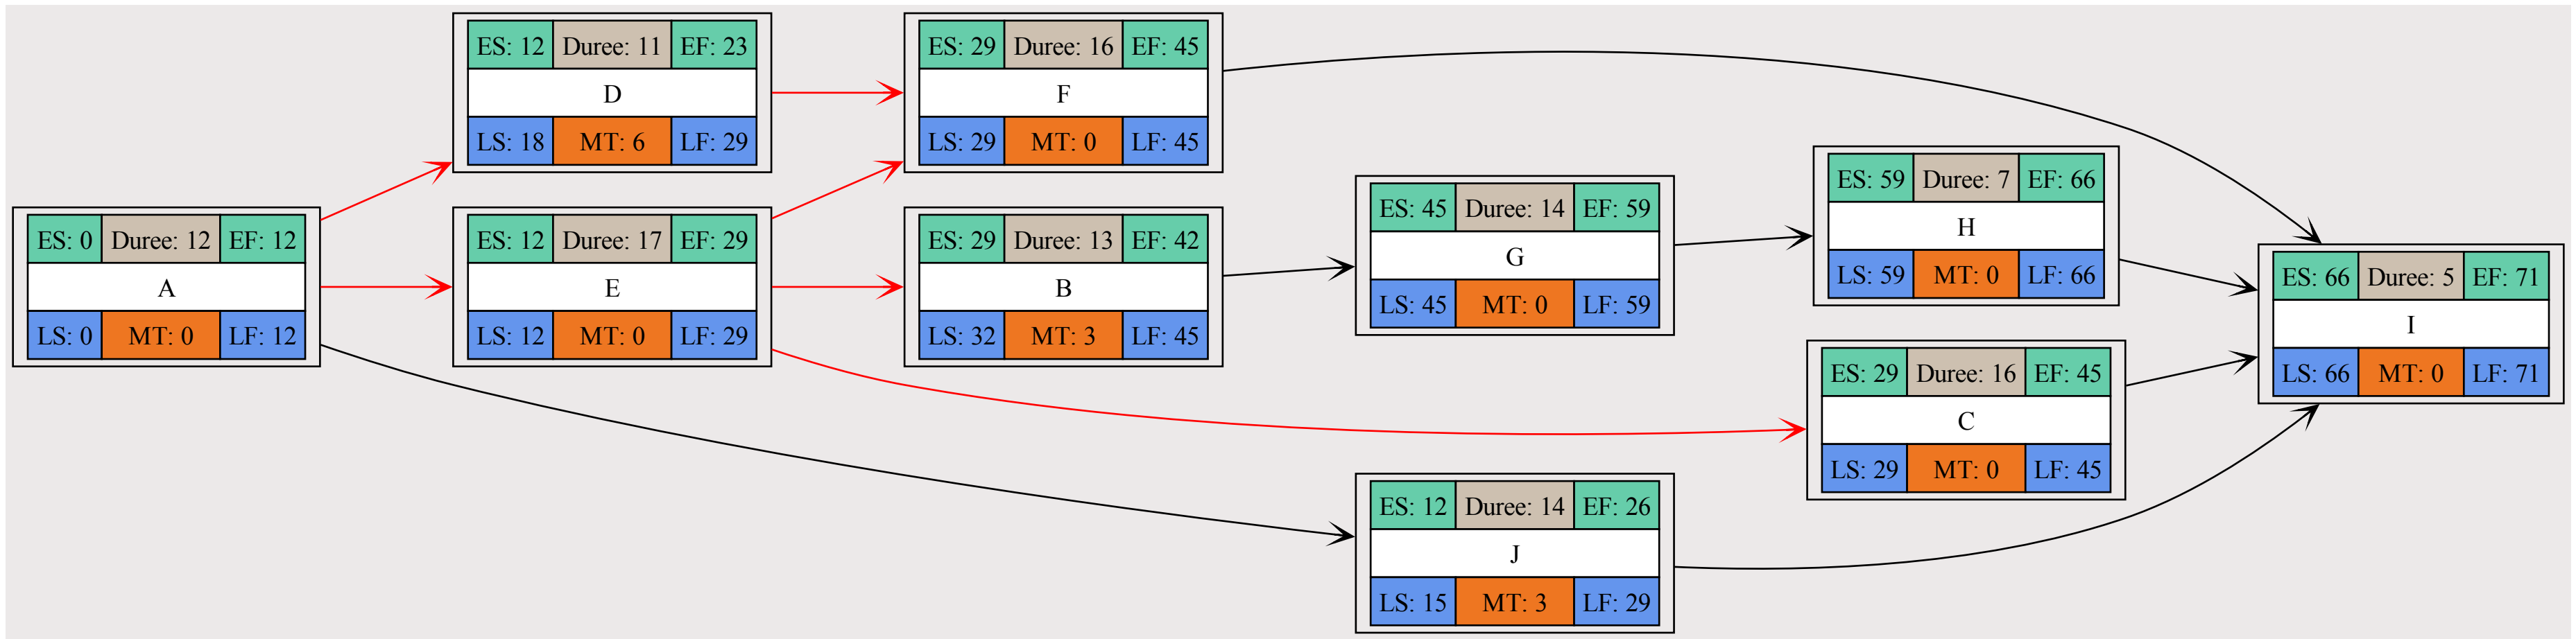 ES: 12 Duree: 11 EF: 23
D
LS: 18 MT: 6 LF: 29
ES: 29 Duree: 16 EF: 45
F
LS: 29 MT: 0 LF: 45
ES: 0 Duree: 12 EF: 12
A
LS: 0 MT: 0 LF: 12
ES: 12 Duree: 17 EF: 29
E
LS: 12 MT: 0 LF: 29
ES: 29 Duree: 13 EF: 42
B
LS: 32 MT: 3 LF: 45
ES: 45 Duree: 14 EF: 59
G
LS: 45 MT: 0 LF: 59
ES: 59 Duree: 7 EF: 66
H
LS: 59 MT: 0 LF: 66
ES: 66 Duree: 5 EF: 71
I
LS: 66 MT: 0 LF: 71
ES: 29 Duree: 16 EF: 45
C
LS: 29 MT: 0 LF: 45
ES: 12 Duree: 14 EF: 26
J
LS: 15 MT: 3 LF: 29